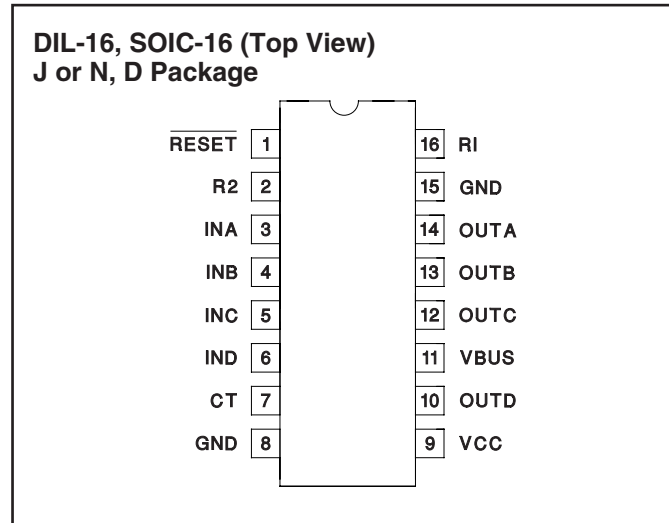 DIL-16, SOIC-16 (Top View)
J or N, D Package
RESET 1 16 RI
R2 2 15 GND
INA 3 14 OUTA
INB 4 13 OUTB
INC 5 12 OUTC
IND 6 11 VBUS
CT 7 10 OUTD
GND 8 9 VCC